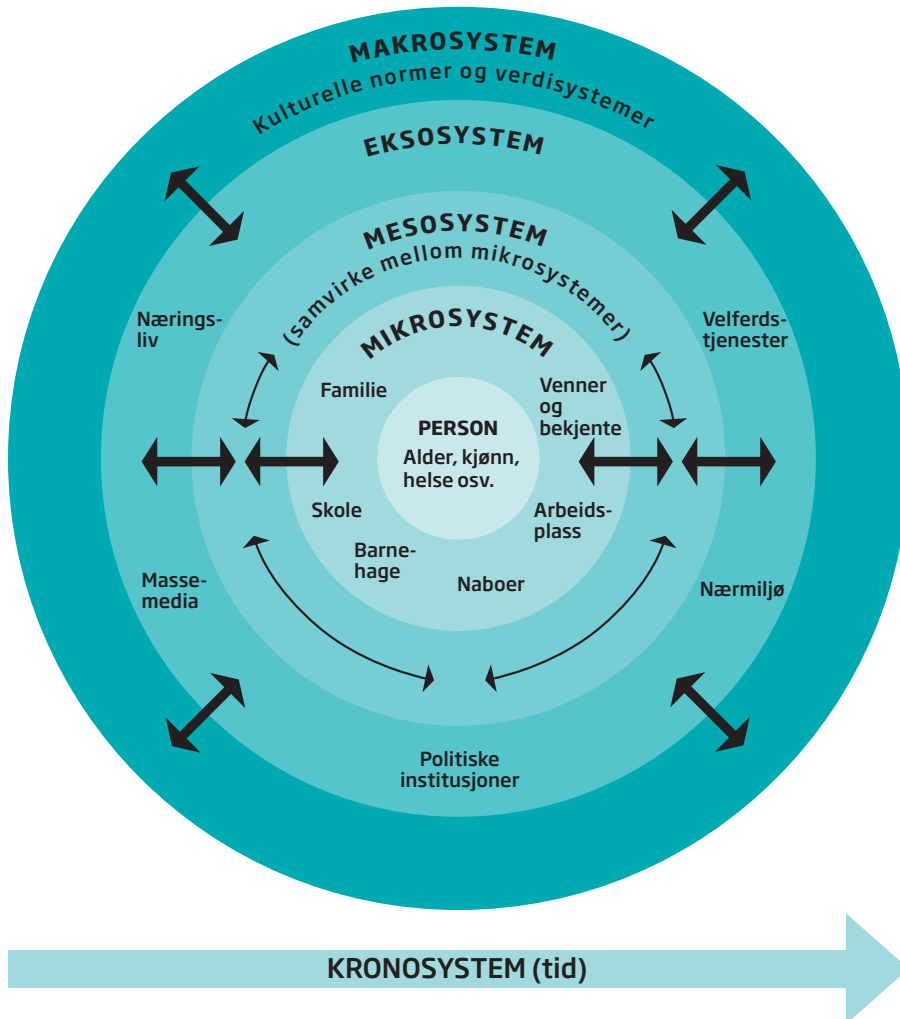 MAKROSYSTEM
Kulturelle normer og verdisystemer
EKSOSYSTEM
MESOSYSTEM
(samvirke mellom mikrosystemer)
MIKROSYSTEM
Nærings-
liv
Velferds-
tjenester
Familie
Venner
og
bekjente
PERSON
Alder, kjønn,
helse osv.
Skole
Arbeids-
plass
Barne-
hage
Naboer
Masse-
media
Nærmiljø
Politiske
institusjoner
KRONOSYSTEM (tid)